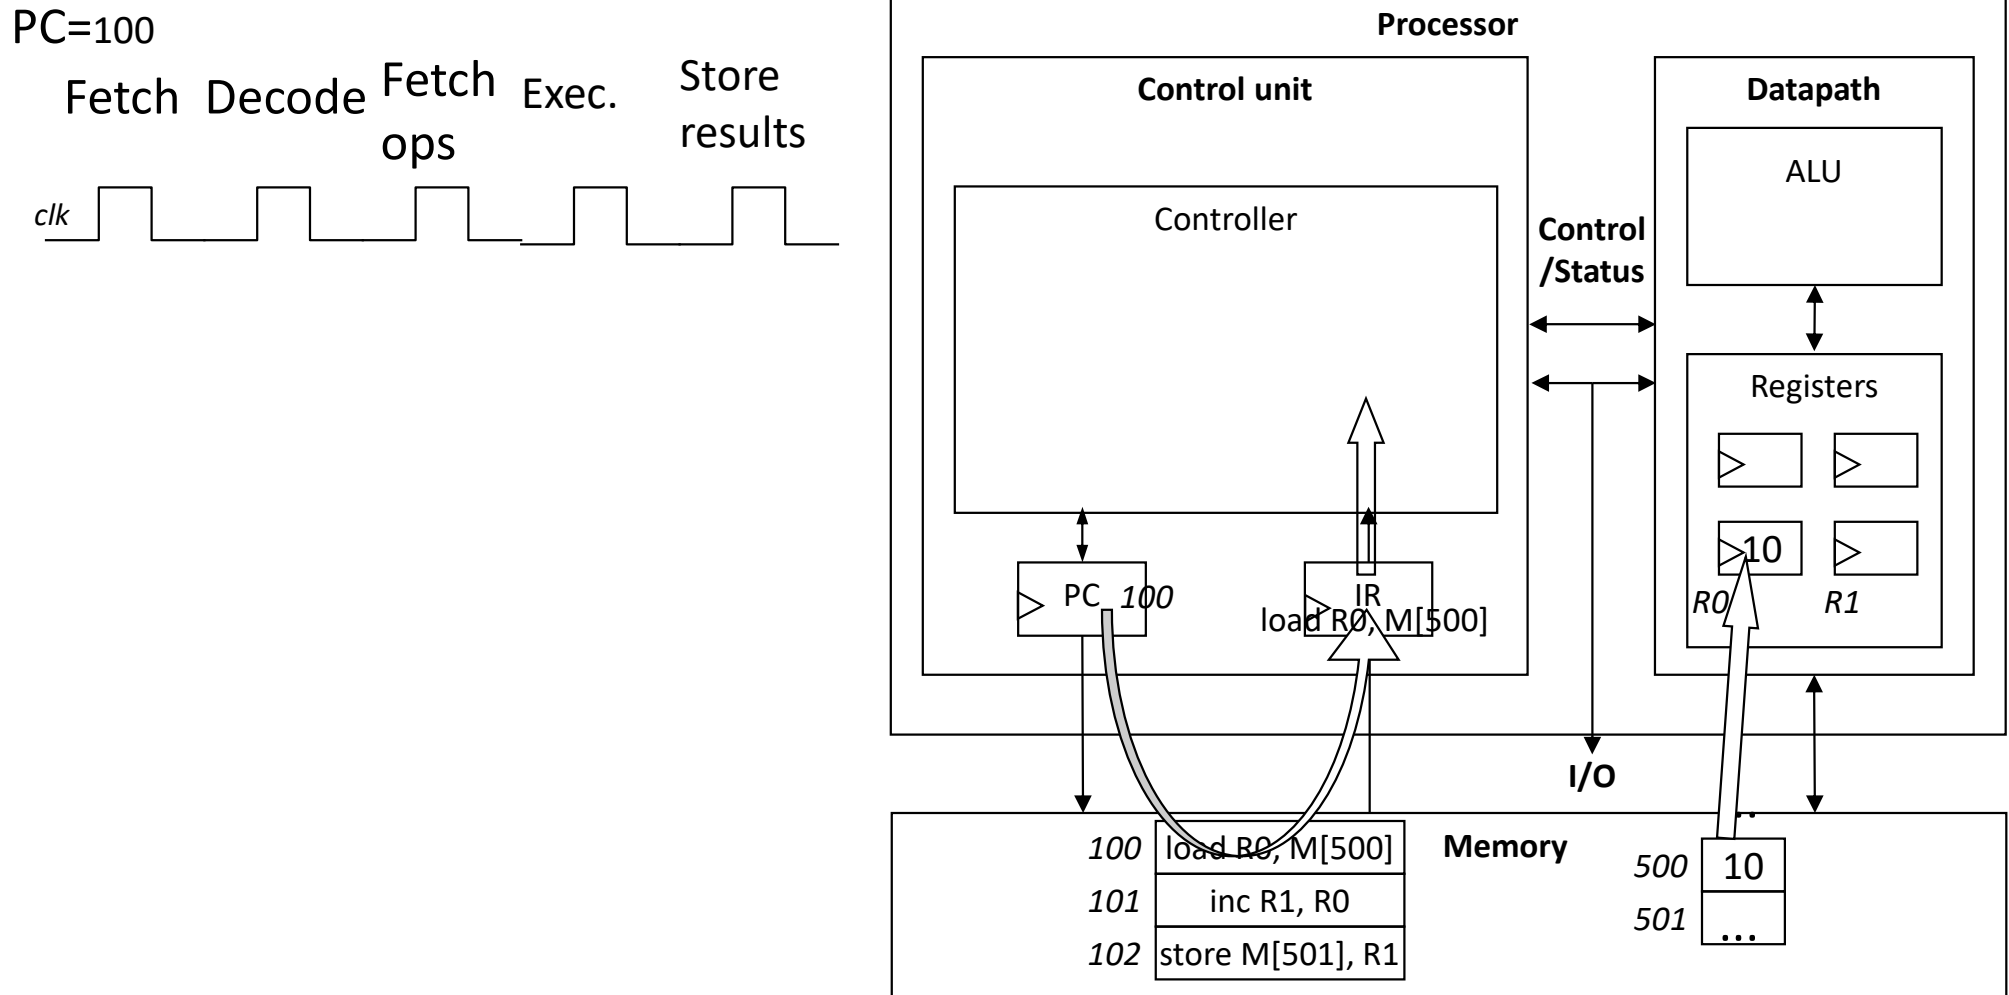 PC=100
Fetch
Decode
Fetch
ops
Exec.
Store
results
clk
Processor
Control unit
Controller
PC
100
IR
load R0, M[500]
Control
/Status
Datapath
ALU
Registers
10
R0
R1
I/O
Memory
100
load R0, M[500]
101
inc R1, R0
102
store M[501], R1
..
500
10
501
...